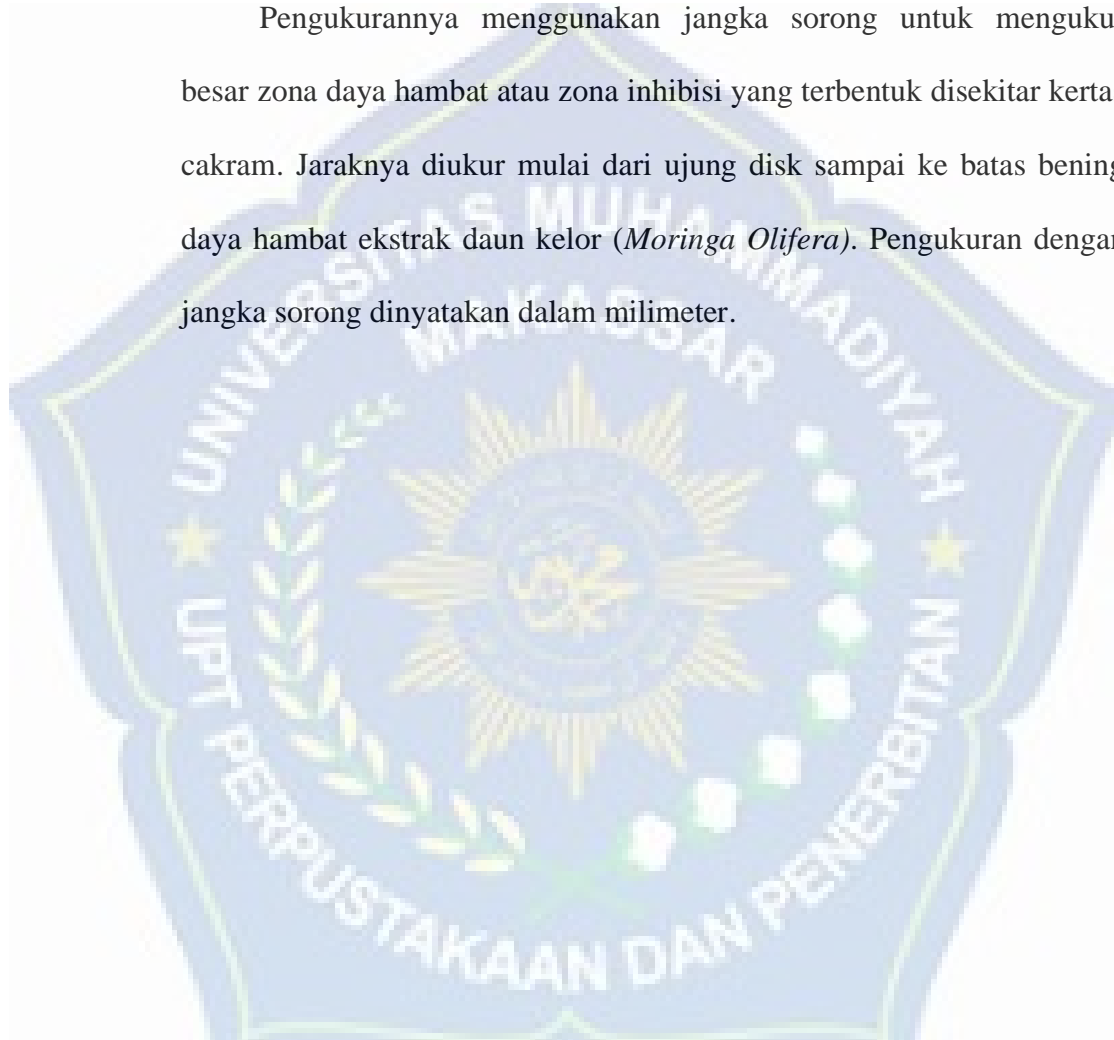 Pengukurannya menggunakan jangka sorong untuk menguku
besar zona daya hambat atau zona inhibisi yang terbentuk disekitar kerta
cakram. Jaraknya diukur mulai dari ujung disk sampai ke batas bening
daya hambat ekstrak daun kelor (Moringa Olifera). Pengukuran dengan
jangka sorong dinyatakan dalam milimeter.
UNIVERSITAS MUHAMMADIYAH
MAKASSAR
UPT PERPUSTAKAAN DAN PENERBITAN